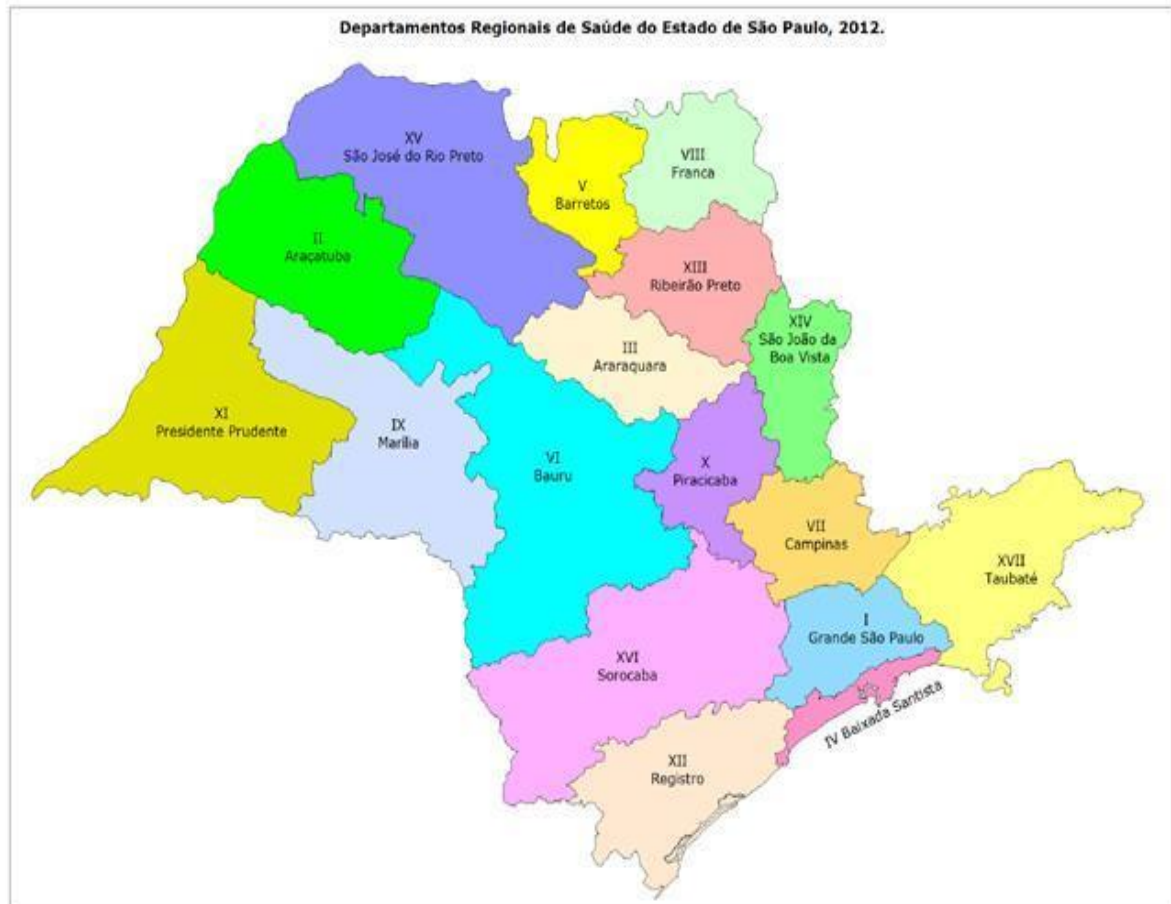 Departamentos Regionais de Saúde do Estado de São Paulo, 2012.
XV
São José do Rio Preto
VIII
Franca
V
Barretos
II
Araçatuba
XIII
Ribeirão Preto
XIV
São João da
Boa Vista
III
Araraquara
XI
Presidente Prudente
IX
Marília
VI
Bauru
X
Piracicaba
VII
Campinas
XVII
Taubaté
I
Grande São Paulo
XVI
Sorocaba
IV Baixada Santista
XII
Registro